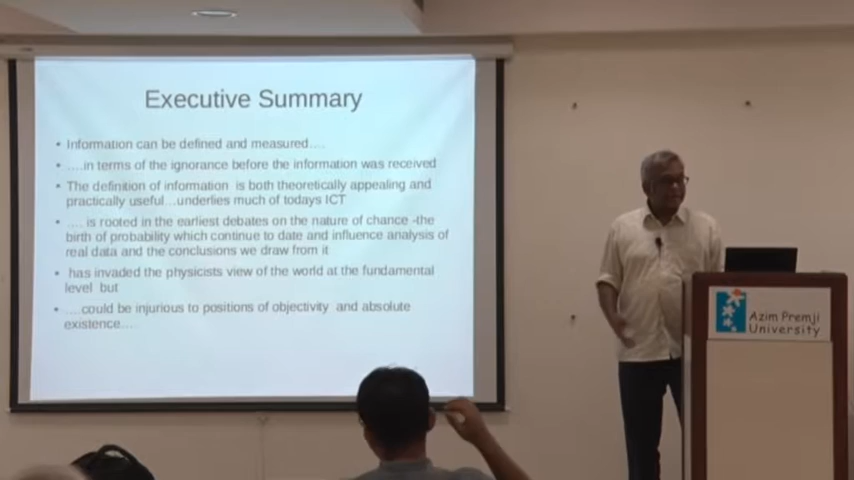 Executive Summary
• Information can be defined and measured....
• ....in terms of the ignorance before the information was received
• The definition of information is both theoretically appealing and
practically useful...underlies much of todays ICT
• .... is rooted in the earliest debates on the nature of chance -the
birth of probability which continue to date and influence analysis of
real data and the conclusions we draw from it
• has invaded the physicists view of the world at the fundamental
level but
• ....could be injurious to positions of objectivity and absolute
existence....
Azim Premji
University